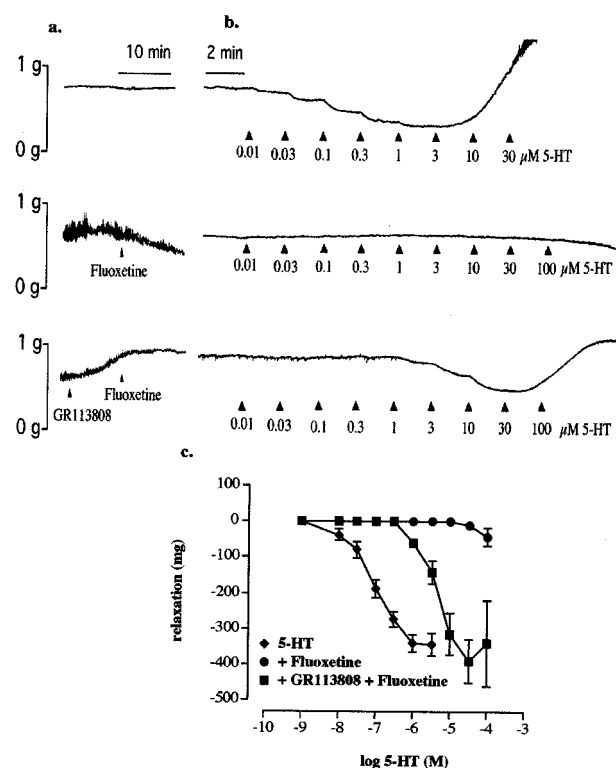 a.
b.
10 min
2 min
1 g
0 g
0.01 0.03 0.1 0.3 1 3 10 30 µM 5-HT
1 g
0 g
Fluoxetine
0.01 0.03 0.1 0.3 1 3 10 30 100 µM 5-HT
1 g
0 g
GR113808
Fluoxetine
0.01 0.03 0.1 0.3 1 3 10 30 100 µM 5-HT
c.
relaxation (mg)
100
0
-100
-200
-300
-400
-500
5-HT
+ Fluoxetine
+ GR113808 + Fluoxetine
-10 -9 -8 -7 -6 -5 -4 -3
log 5-HT (M)